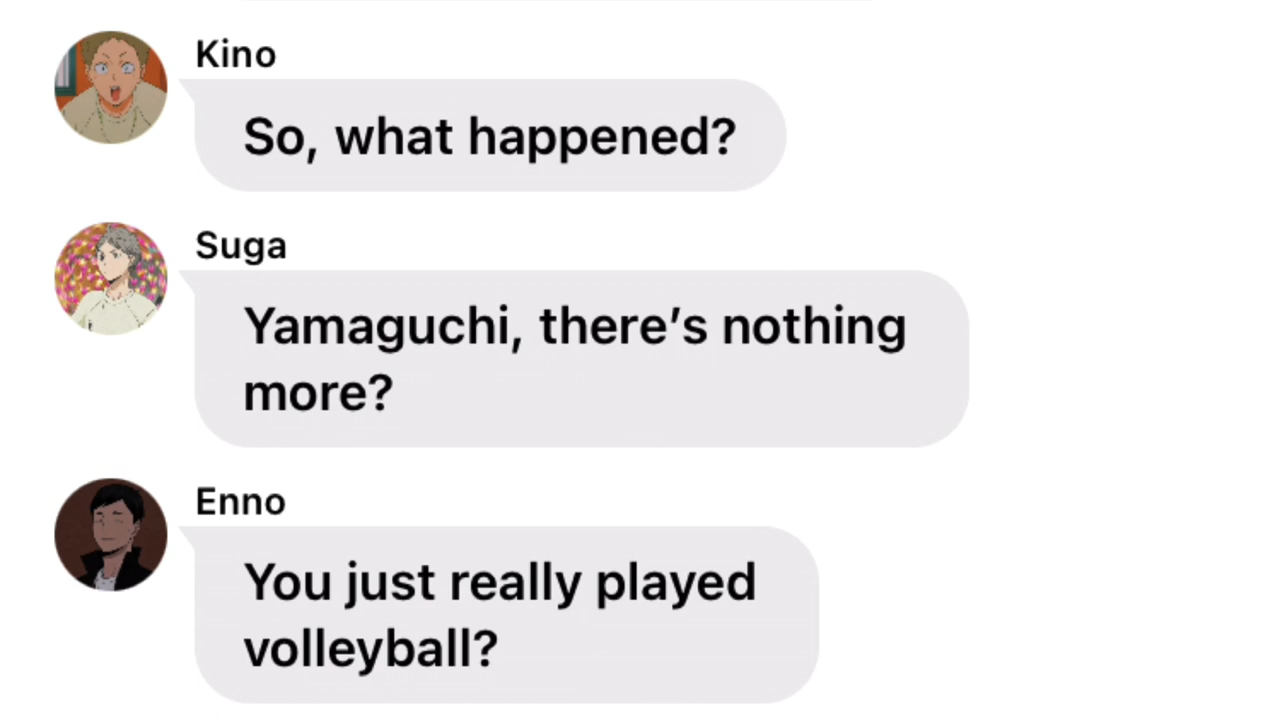 Kino
So, what happened?
Suga
Yamaguchi, there’s nothing
more?
Enno
You just really played
volleyball?